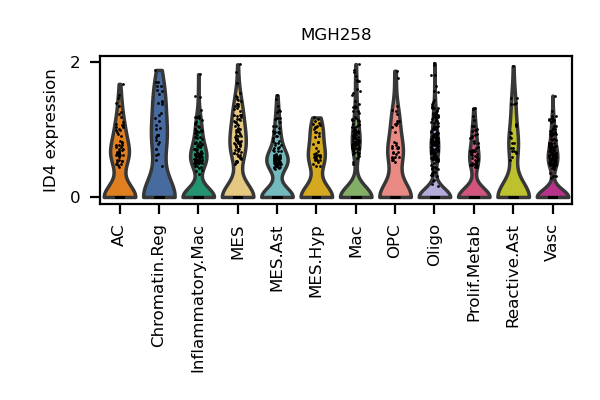 MGH258
ID4 expression
2
0
AC
Chromatin.Reg
Inflammatory.Mac
MES
MES.Ast
MES.Hyp
Mac
OPC
Oligo
Prolif.Metab
Reactive.Ast
Vasc